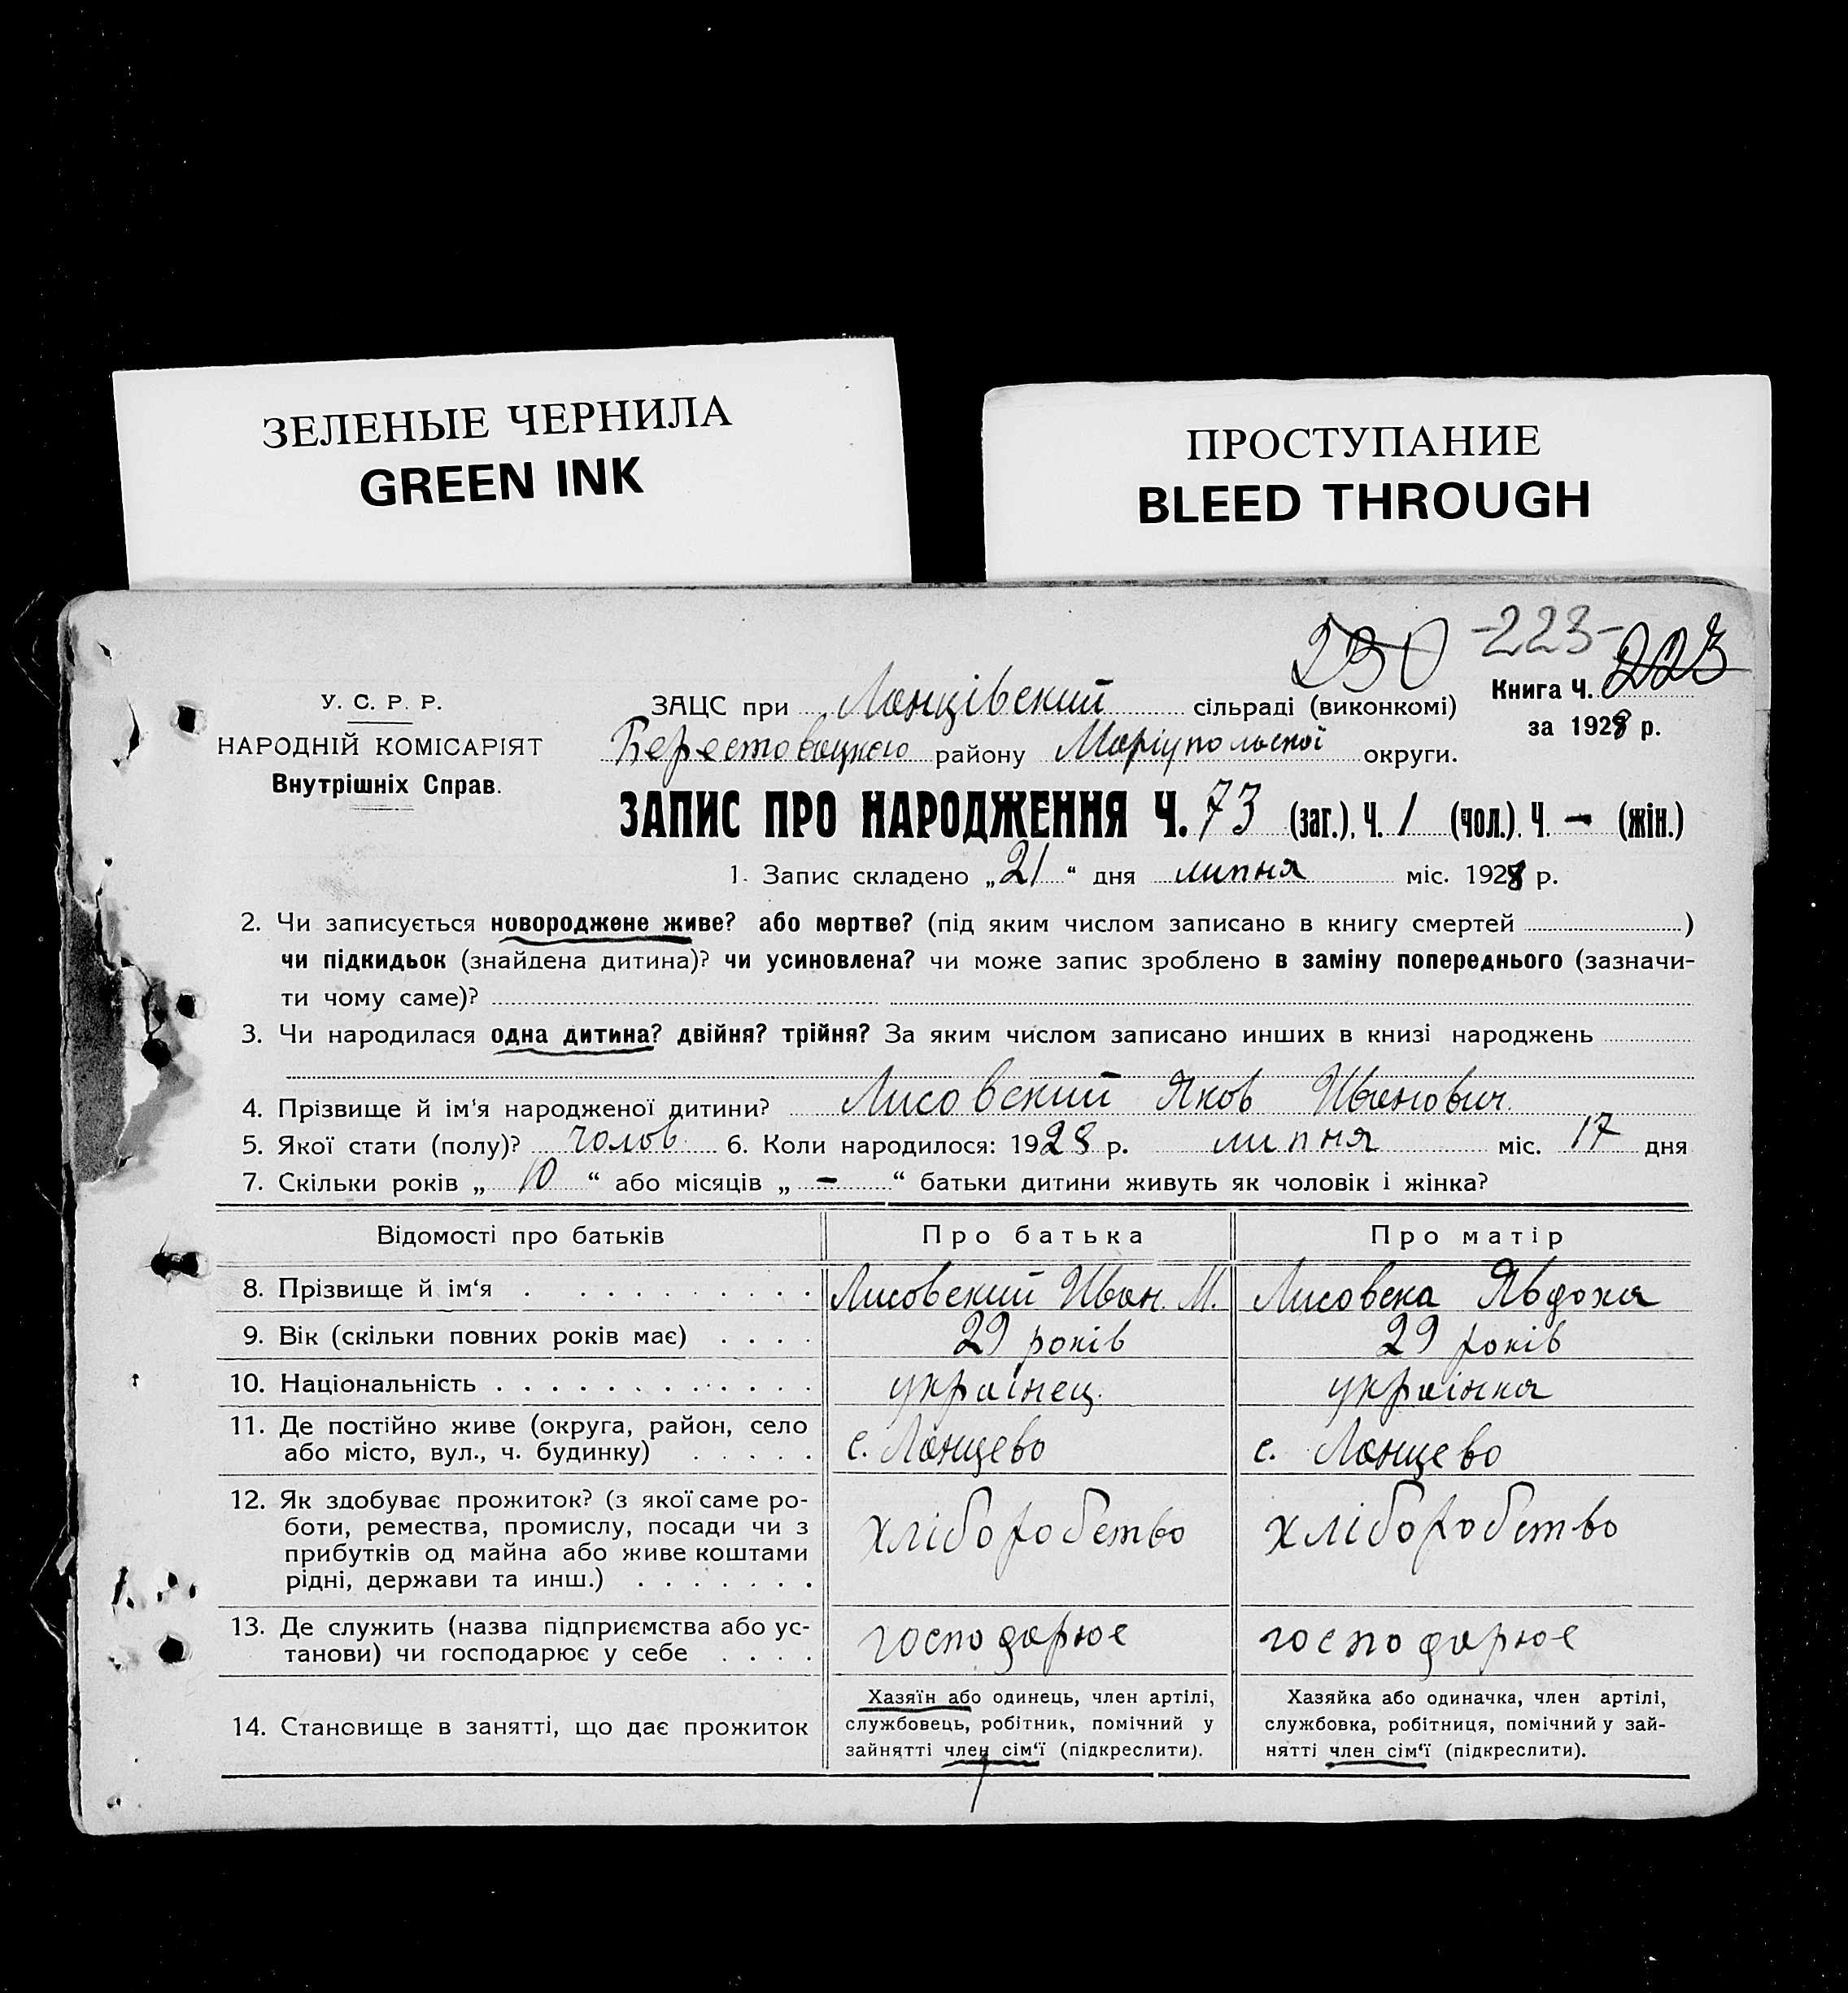 ЗЕЛЕНЫЕ ЧЕРНИЛА
GREEN INK
ПРОСТУПАНИЕ
BLEED THROUGH
230 -223- 223
У. С. Р. Р.
НАРОДНІЙ КОМІСАРІЯТ
Внутрішніх Справ.
ЗАЦС при Ланцівский сільраді (виконкомі)
Берестовацкого району Маріупольскої округи.
Книга Ч.
за 1928 р.
ЗАПИС ПРО НАРОДЖЕННЯ Ч. 73 (заг.), Ч. 1 (чол.). Ч. - (жін.)
1. Запис складено „21“ дня липня міс. 1928 р.
2. Чи записується новороджене живе? або мертве? (під яким числом записано в книгу смертей )
чи підкидьок (знайдена дитина)? чи усиновлена? чи може запис зроблено в заміну попереднього (зазначи-
ти чому саме)?
3. Чи народилася одна дитина? двійня? трійня? За яким числом записано инших в книзі народжень
4. Прізвище й ім'я народженої дитини? Лисовский Яков Иванович
5. Якої стати (полу)? чолов. 6. Коли народилося: 1928 р. липня міс. 17 дня
7. Скільки років „ 10 “ або місяців „ - “ батьки дитини живуть як чоловік і жінка?
Відомості про батьків Про батька Про матір
8. Прізвище й ім'я Лисовский Иван. М. Лисовска Явдоха
9. Вік (скільки повних років має) 29 років 29 років
10. Національність українец. українка
11. Де постійно живе (округа, район, село
або місто, вул., ч. будинку) с. Ланцево с. Ланцево
12. Як здобуває прожиток? (з якої саме ро-
боти, ремества, промислу, посади чи з
прибутків од майна або живе коштами
рідні, держави та инш.) хліборобство хліборобство
13. Де служить (назва підприємства або ус-
танови) чи господарює у себе господарює господарює
14. Становище в занятті, що дає прожиток
Хазяїн або одинець, член артілі,
службовець, робітник, помічний у
зайнятті член сім'ї (підкреслити).
Хазяйка або одиначка, член артілі,
службовка, робітниця, помічний у зай-
нятті член сім'ї (підкреслити).